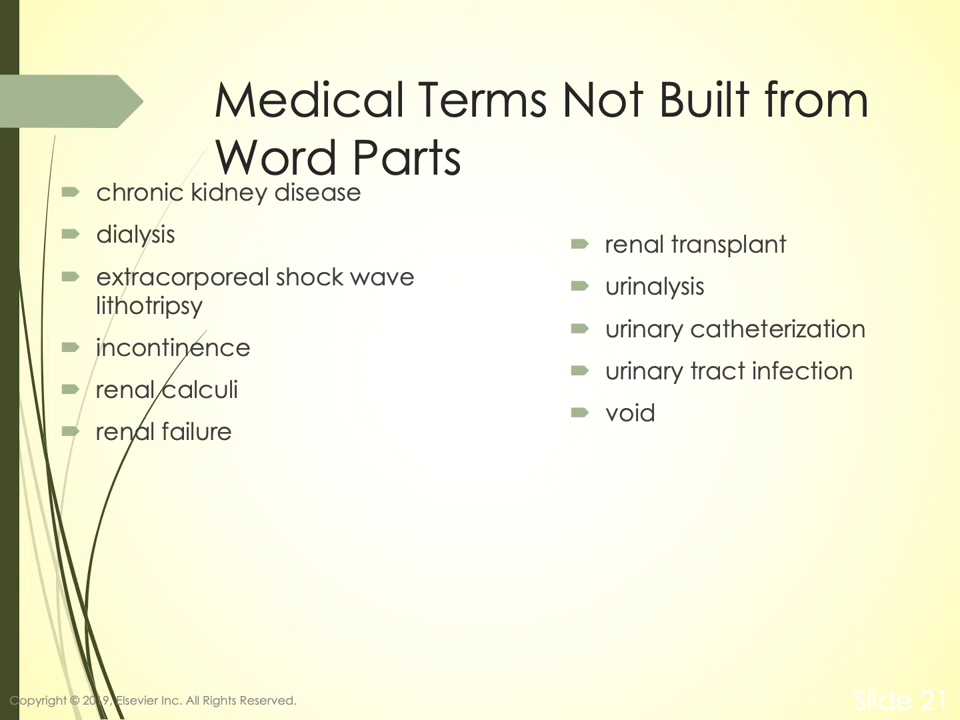 Medical Terms Not Built from
Word Parts
chronic kidney disease
dialysis
extracorporeal shock wave
lithotripsy
incontinence
renal calculi
renal failure
renal transplant
urinalysis
urinary catheterization
urinary tract infection
void
Copyright © 2019, Elsevier Inc. All Rights Reserved.
Slide 21